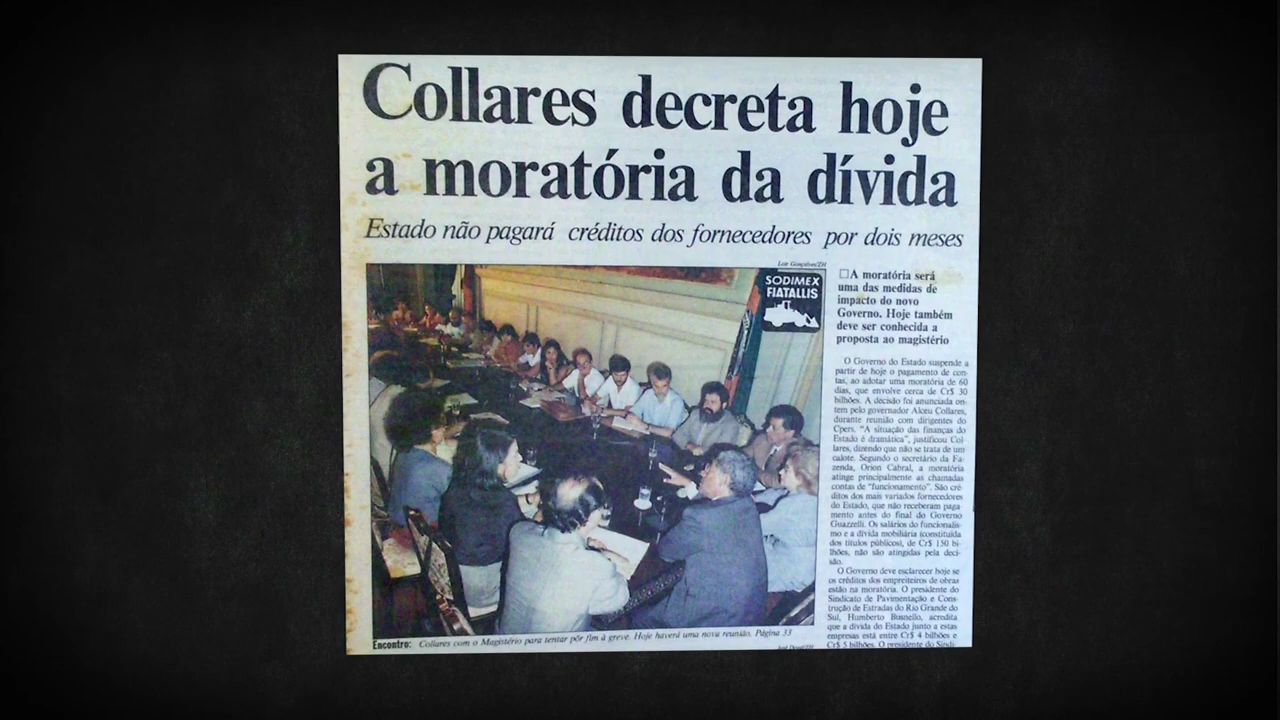 Collares decreta hoje
a moratória da dívida
Estado não pagará créditos dos fornecedores por dois meses
Luiz Gonçalves/ZH
SODIMEX
FIATALLIS
□A moratória será
uma das medidas de
impacto do novo
Governo. Hoje também
deve ser conhecida a
proposta ao magistério
O Governo do Estado suspende a
partir de hoje o pagamento de con-
tas, ao adotar uma moratória de 60
dias, que envolve cerca de Cr$ 30
bilhões. A decisão foi anunciada on-
tem pelo governador Alceu Collares,
durante reunião com dirigentes do
Cpers. “A situação das finanças do
Estado é dramática”, justificou Col-
lares, dizendo que não se trata de um
calote. Segundo o secretário da Fa-
zenda, Orion Cabral, a moratória
atinge principalmente as chamadas
contas de “funcionamento”. São cré-
ditos dos mais variados fornecedores
do Estado, que não receberam paga-
mento antes do final do Governo
Guazzelli. Os salários do funcionalis-
mo e a dívida mobiliária (constituída
dos títulos públicos), de Cr$ 150 bi-
lhões, não são atingidas pela deci-
são.
O Governo deve esclarecer hoje se
os créditos dos empreiteiros de obras
estão na moratória. O presidente do
Sindicato de Pavimentação e Cons-
trução de Estradas do Rio Grande do
Sul, Humberto Busnello, acredita
que a dívida do Estado junto a estas
empresas está entre Cr$ 4 bilhões e
Cr$ 5 bilhões. O presidente do Sindi-
Encontro: Collares com o Magistério para tentar pôr fim à greve. Hoje haverá uma nova reunião. Página 33